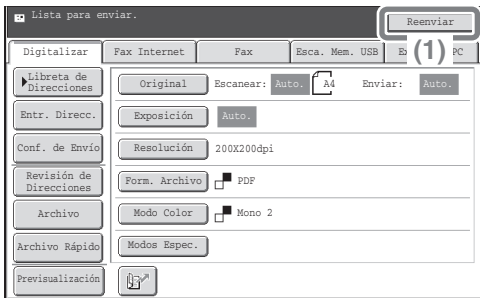 Lista para enviar.
Reenviar
Digitalizar Fax Internet Fax Esca. Mem. USB PC
(1)
Libreta de
Direcciones
Original Escanear: Auto. A4 Enviar: Auto.
Entr. Direcc.
Exposición Auto.
Conf. de Envío
Resolución 200X200dpi
Revisión de
Direcciones
Form. Archivo PDF
Archivo
Modo Color Mono 2
Archivo Rápido
Modos Espec.
Previsualización